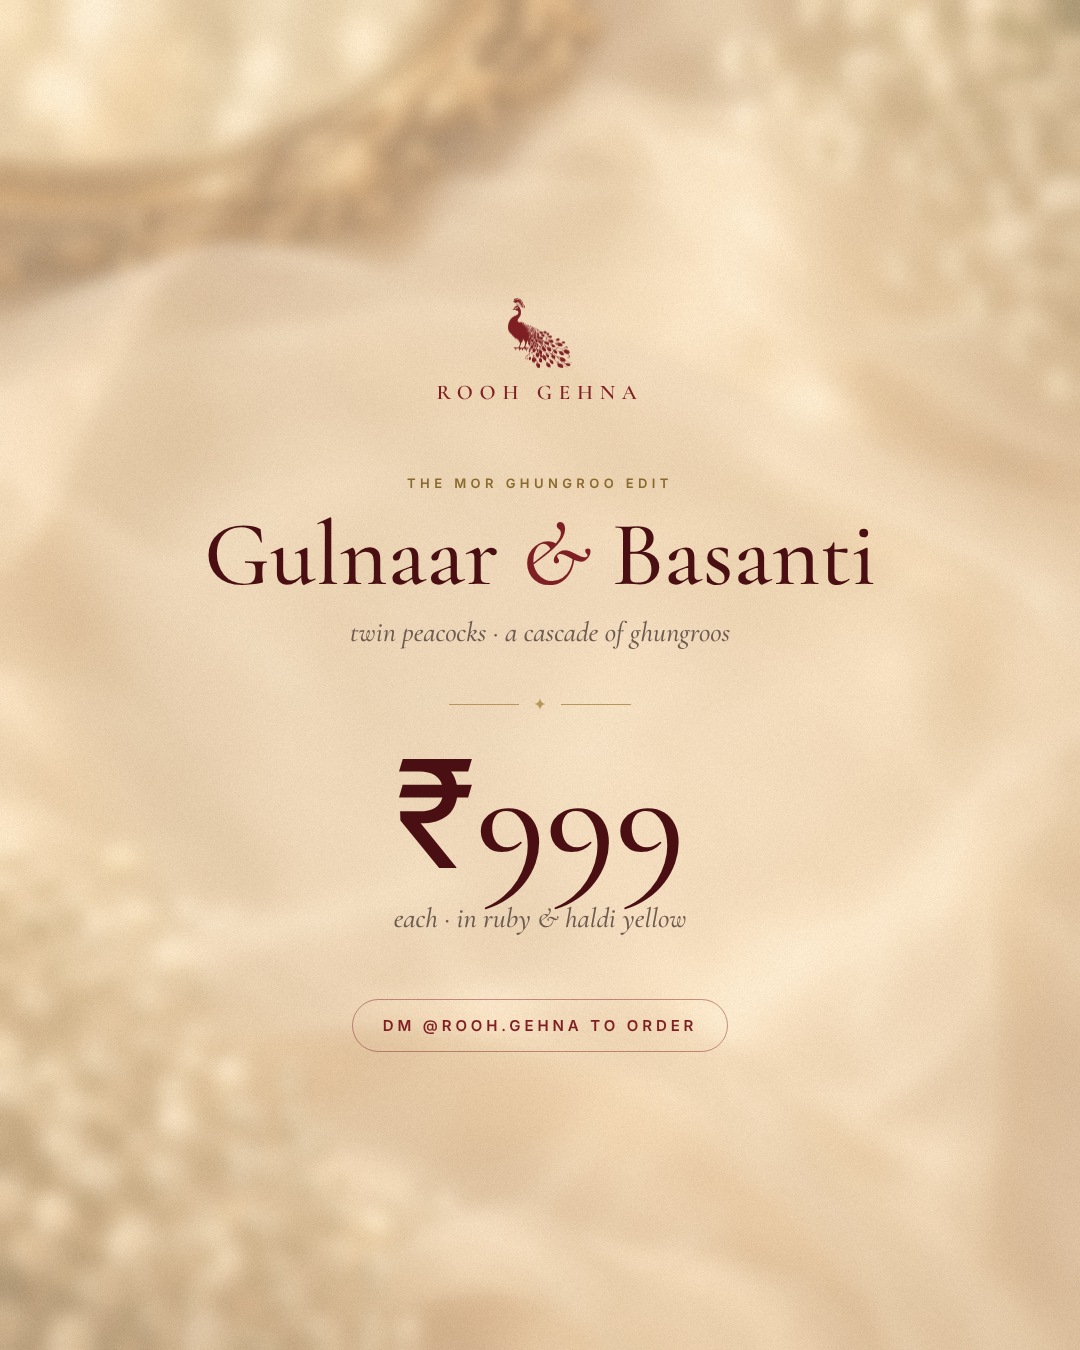 ROOH GEHNA
THE MOR GHUNGROO EDIT
Gulnaar & Basanti
twin peacocks · a cascade of ghungroos
₹999
each · in ruby & haldi yellow
DM @ROOH.GEHNA TO ORDER